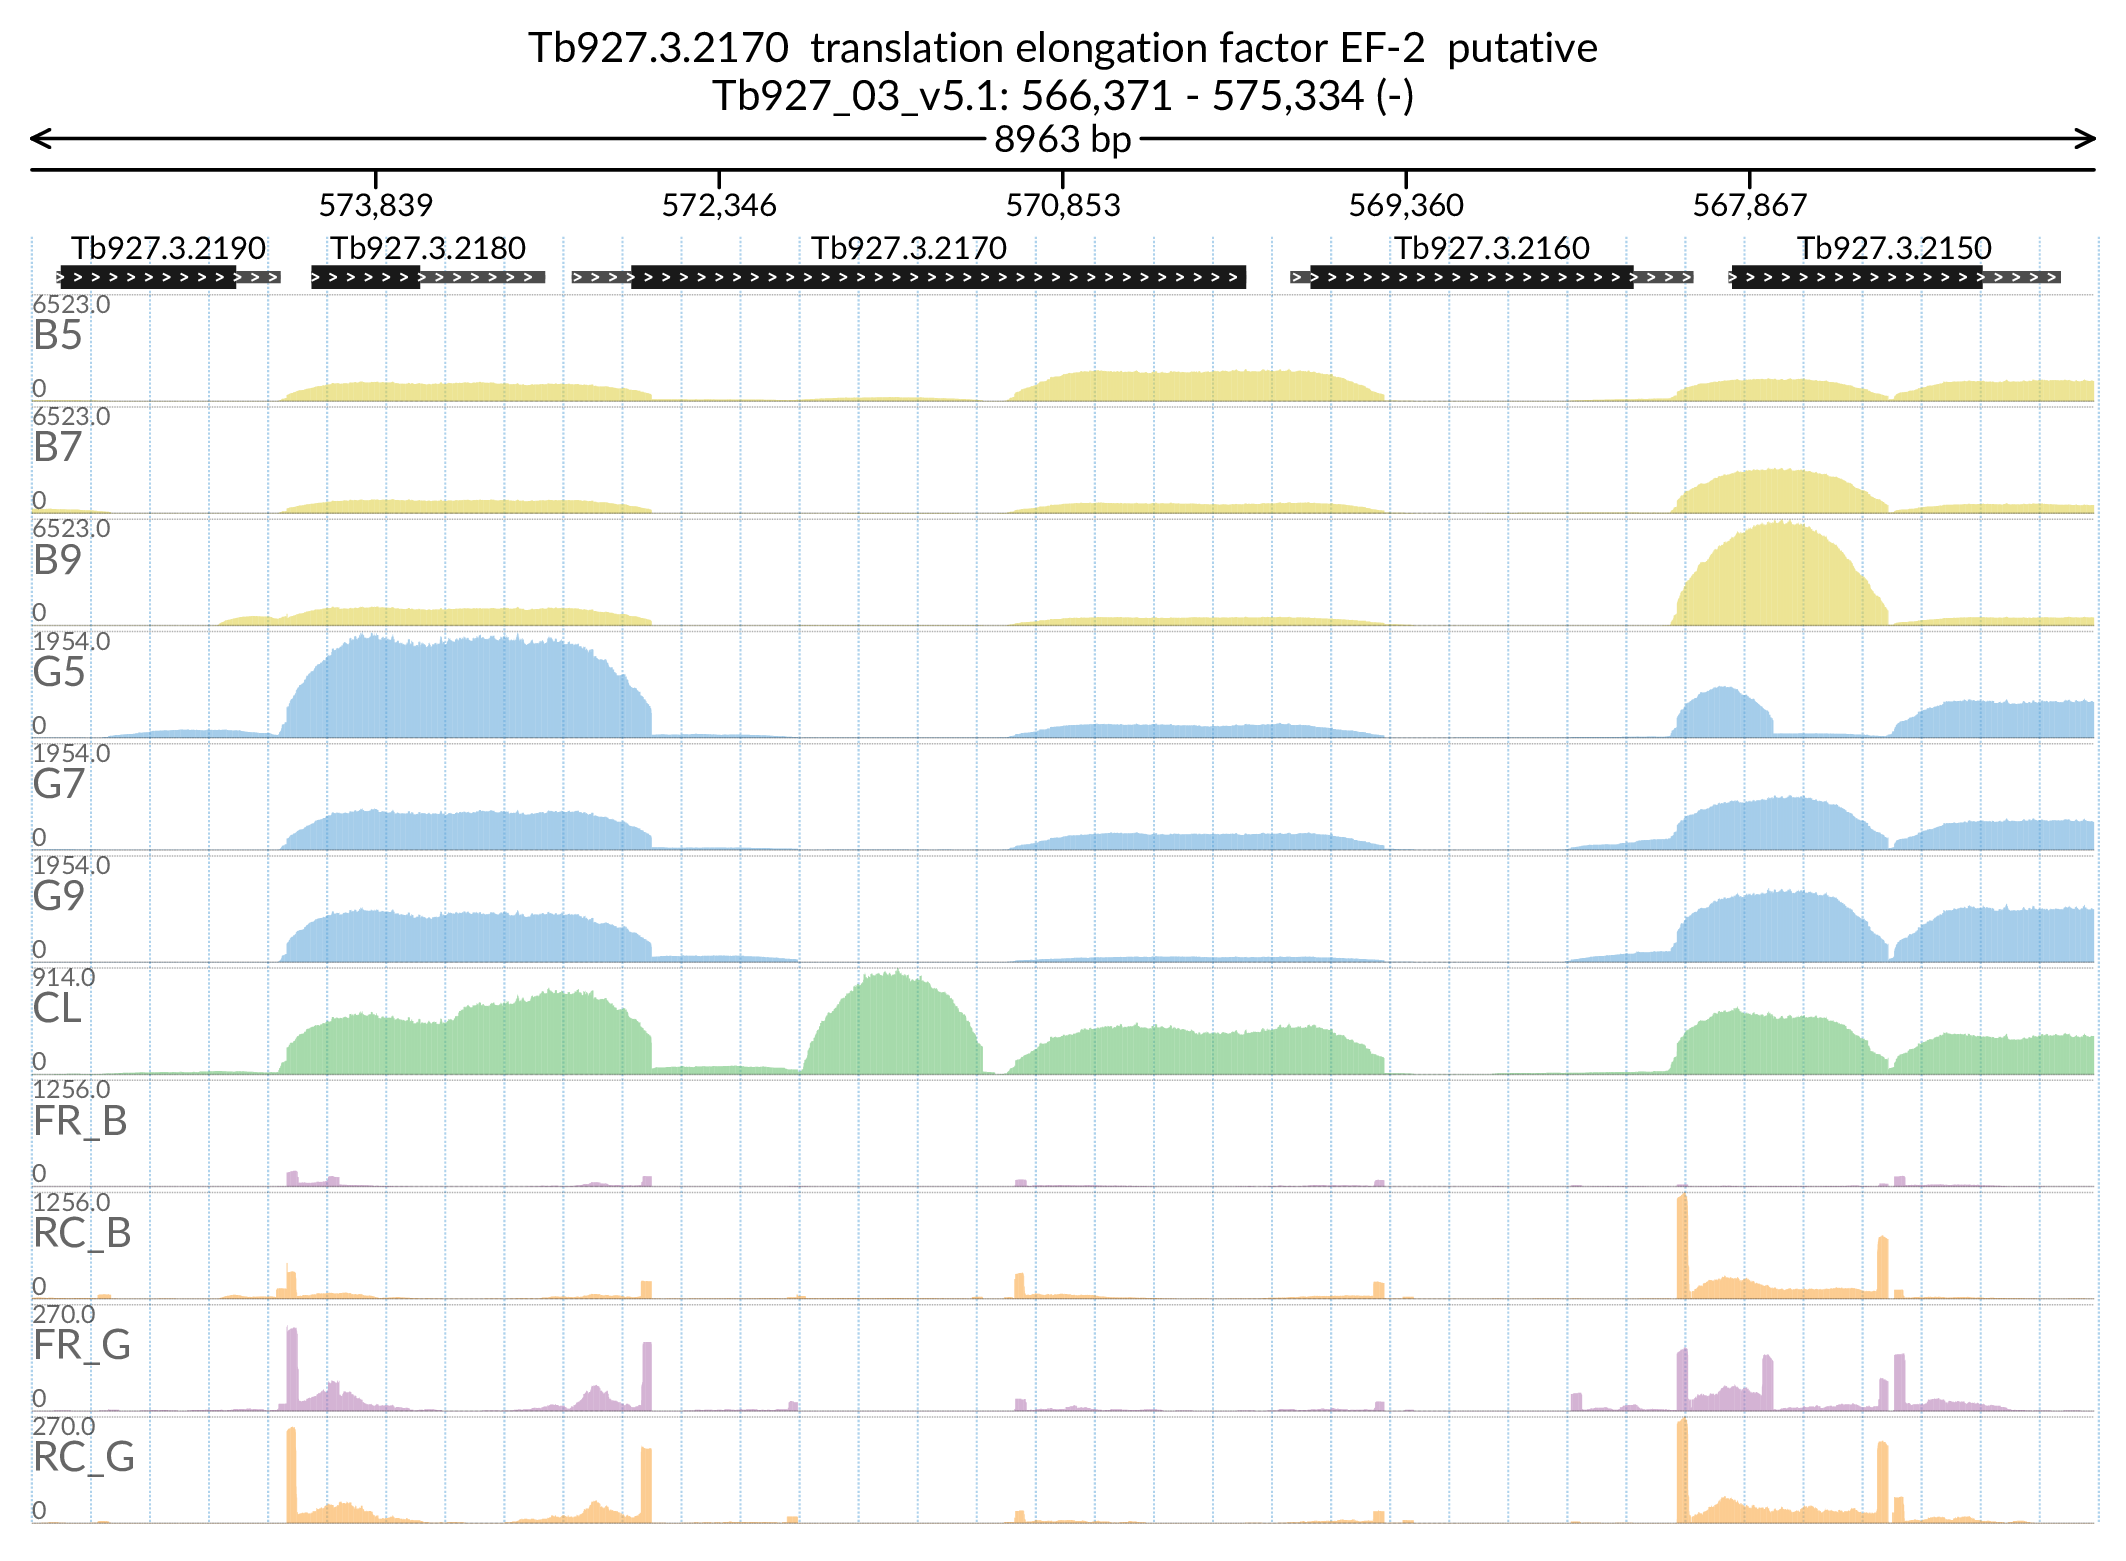 Tb927.3.2170  translation elongation factor EF-2  putative
Tb927_03_v5.1: 566,371 - 575,334 (-)
8963 bp
573,839 572,346 570,853 569,360 567,867
Tb927.3.2190 Tb927.3.2180 Tb927.3.2170 Tb927.3.2160 Tb927.3.2150
6523.0
B5
0
6523.0
B7
0
6523.0
B9
0
1954.0
G5
0
1954.0
G7
0
1954.0
G9
0
914.0
CL
0
1256.0
FR_B
0
1256.0
RC_B
0
270.0
FR_G
0
270.0
RC_G
0